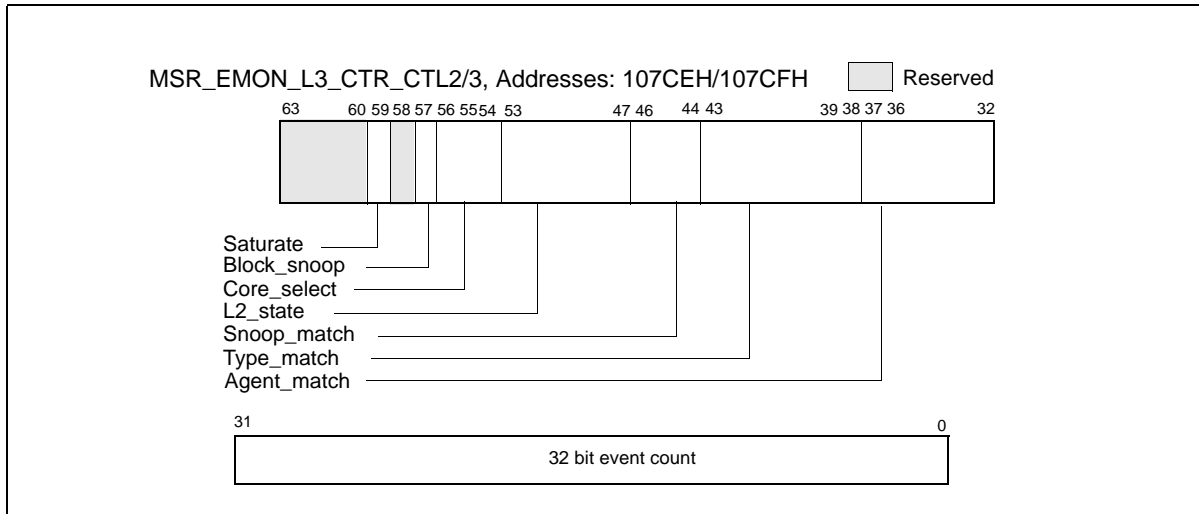 MSR_EMON_L3_CTR_CTL2/3, Addresses: 107CEH/107CFH Reserved
63 60 59 58 57 56 55 54 53 47 46 44 43 39 38 37 36 32
Saturate
Block_snoop
Core_select
L2_state
Snoop_match
Type_match
Agent_match
31 0
32 bit event count